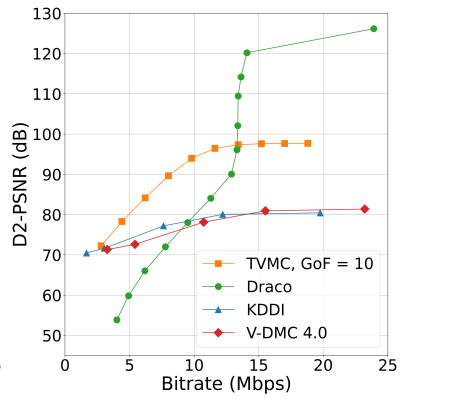 130
120
110
100
90
80
70
60
50
D2-PSNR (dB)
TVMC, GoF = 10
Draco
KDDI
V-DMC 4.0
0 5 10 15 20 25
Bitrate (Mbps)